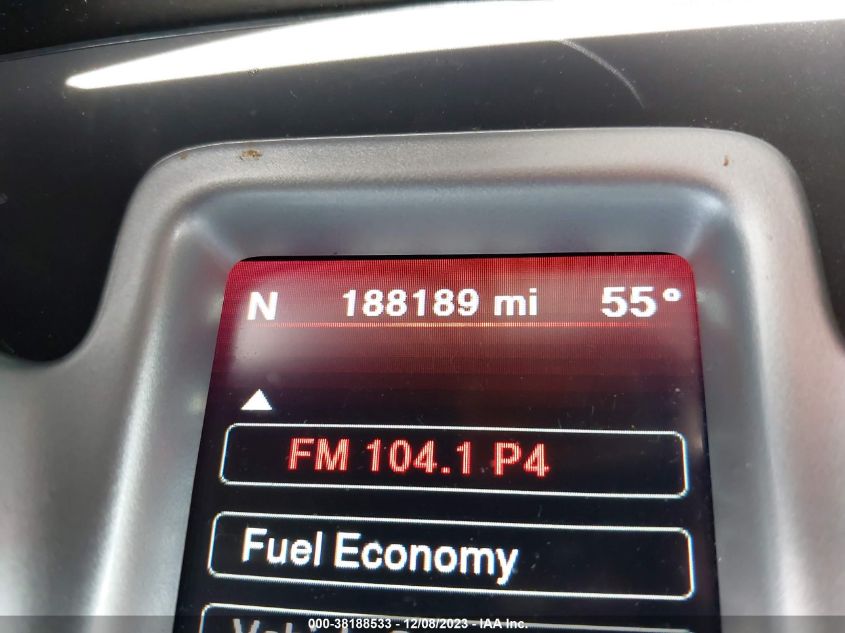 N 188189 mi 55°
FM 104.1 P4
Fuel Economy
000-38188533 - 12/08/2023 - IAA Inc.